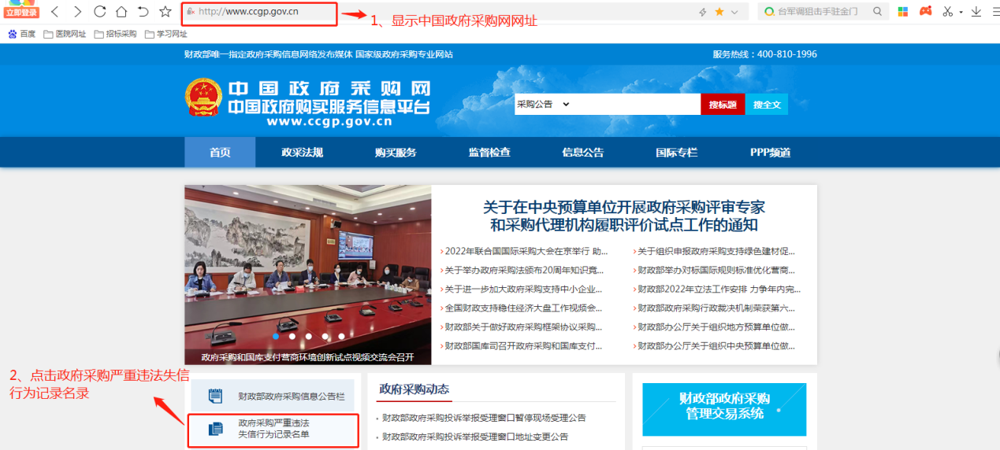 立即登录
http://www.ccgp.gov.cn
台军调狙击手驻金门
1、显示中国政府采购网网址
百度 医院网址 招标采购 学习网址
财政部唯一指定政府采购信息网络发布媒体 国家级政府采购专业网站
服务热线：400-810-1996
中国政府采购网
中国政府购买服务信息平台
www.ccgp.gov.cn
采购公告 搜标题 搜全文
首页 政采法规 购买服务 监督检查 信息公告 国际专栏 PPP频道
关于在中央预算单位开展政府采购评审专家
和采购代理机构履职评价试点工作的通知
2022年联合国国际采购大会在京举行 助...
关于举办政府采购法颁布20周年知识竞...
关于进一步加大政府采购支持中小企业...
全国财政支持稳住经济大盘工作视频会...
财政部关于做好政府采购框架协议采购...
财政部国库司召开政府采购和国库支付...
关于组织申报政府采购支持绿色建材促...
财政部举办对标国际规则标准优化营商...
财政部2022年立法工作安排 力争年内完...
财政部政府采购行政裁决机制荣获第六...
财政部办公厅关于组织地方预算单位做...
财政部办公厅关于组织中央预算单位做...
政府采购和国库支付营商环境创新试点视频交流会召开
2、点击政府采购严重违法失信
行为记录名录
财政部政府采购信息公告栏
政府采购严重违法
失信行为记录名单
政府采购动态
财政部政府采购投诉举报受理窗口暂停现场受理公告
财政部政府采购投诉举报受理窗口地址变更公告
财政部政府采购
管理交易系统